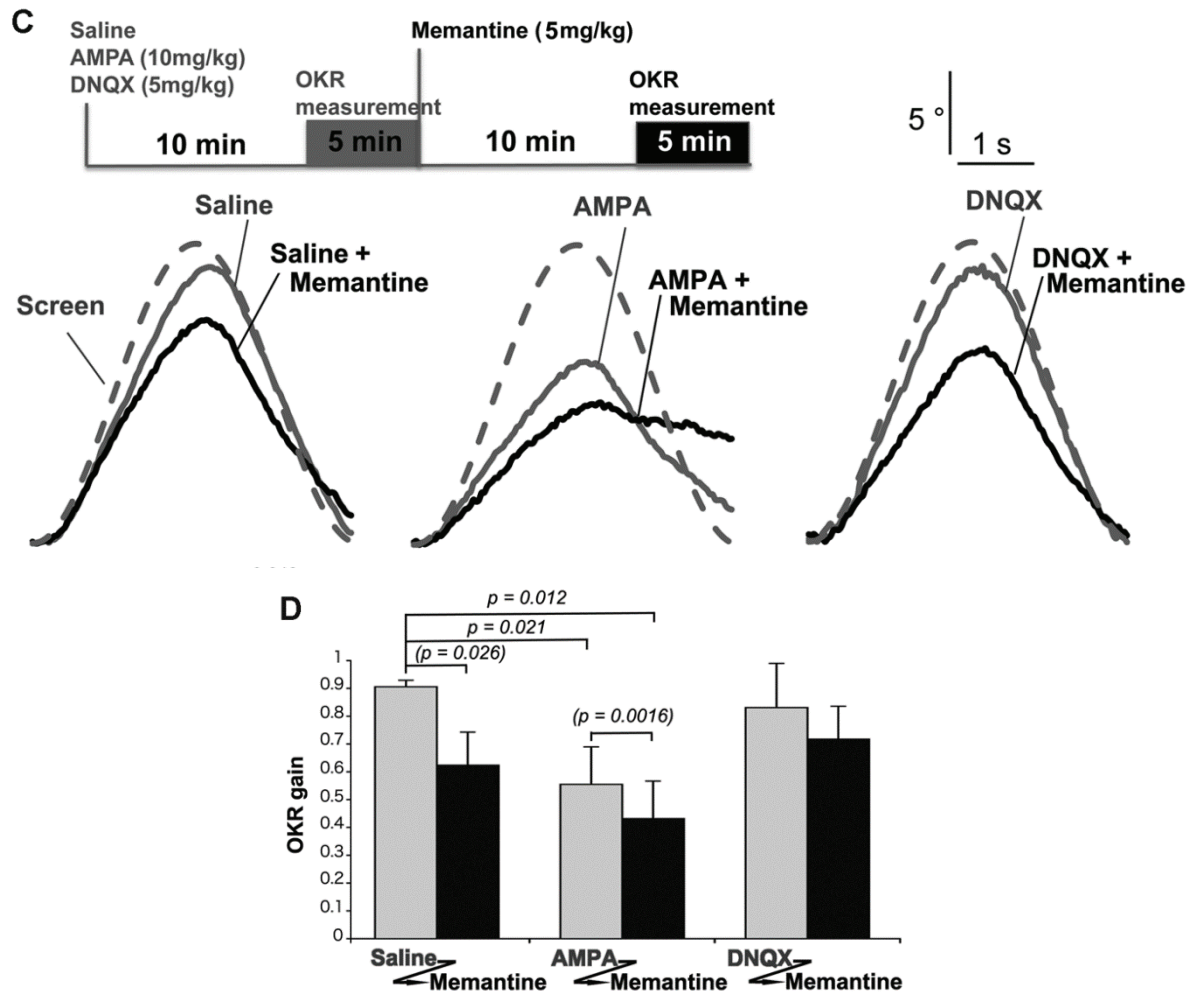 C
Saline
AMPA (10mg/kg)
DNQX (5mg/kg)
Memantine (5mg/kg)
OKR
measurement
OKR
measurement
10 min
5 min
10 min
5 min
5 °
1 s
Saline
Saline +
Memantine
Screen
AMPA
AMPA +
Memantine
DNQX
DNQX +
Memantine
D
p = 0.012
p = 0.021
(p = 0.026)
(p = 0.0016)
OKR gain
1
0.9
0.8
0.7
0.6
0.5
0.4
0.3
0.2
0.1
0
Saline
Memantine
AMPA
Memantine
DNQX
Memantine